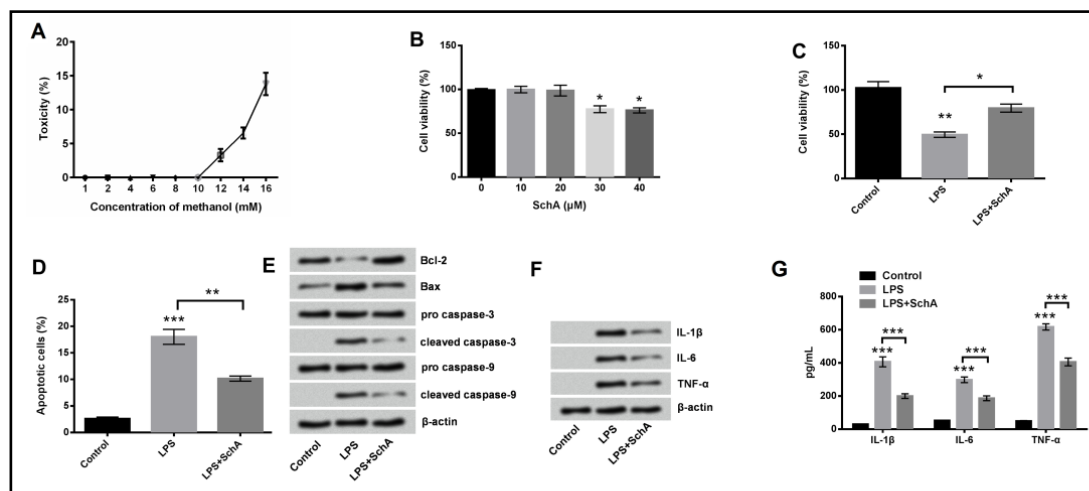 A
20
15
10
5
0
Toxicity (%)
1 2 4 6 8 10 12 14 16
Concentration of methanol (mM)
B
150
100
50
0
Cell viability (%)
* *
0 10 20 30 40
SchA (μM)
C
150
100
50
0
Cell viability (%)
*
**
Control LPS LPS+SchA
D
25
20
15
10
5
0
Apoptotic cells (%)
**
***
Control LPS LPS+SchA
E
Bcl-2
Bax
pro caspase-3
cleaved caspase-3
pro caspase-9
cleaved caspase-9
β-actin
Control LPS LPS+SchA
F
IL-1β
IL-6
TNF-α
β-actin
Control LPS LPS+SchA
G
Control
LPS
LPS+SchA
800
600
400
200
0
pg/mL
*** *** ***
*** *** ***
IL-1β IL-6 TNF-α